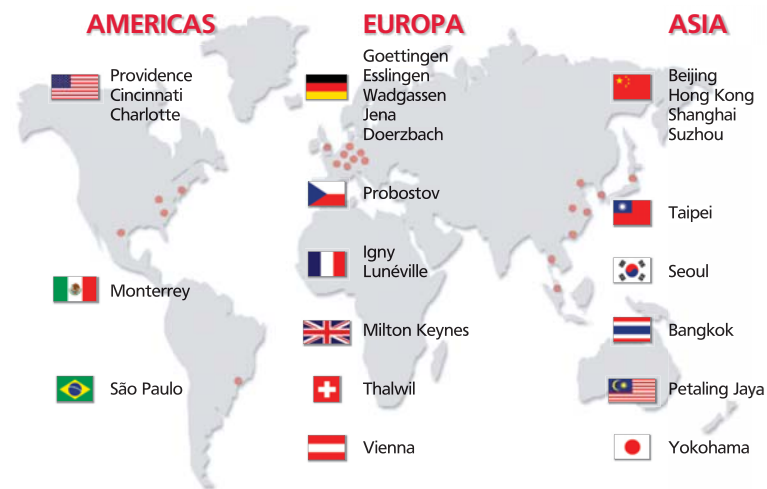 AMERICAS
Providence
Cincinnati
Charlotte
Monterrey
São Paulo
EUROPA
Goettingen
Esslingen
Wadgassen
Jena
Doerzbach
Probostov
Igny
Lunéville
Milton Keynes
Thalwil
Vienna
ASIA
Beijing
Hong Kong
Shanghai
Suzhou
Taipei
Seoul
Bangkok
Petaling Jaya
Yokohama